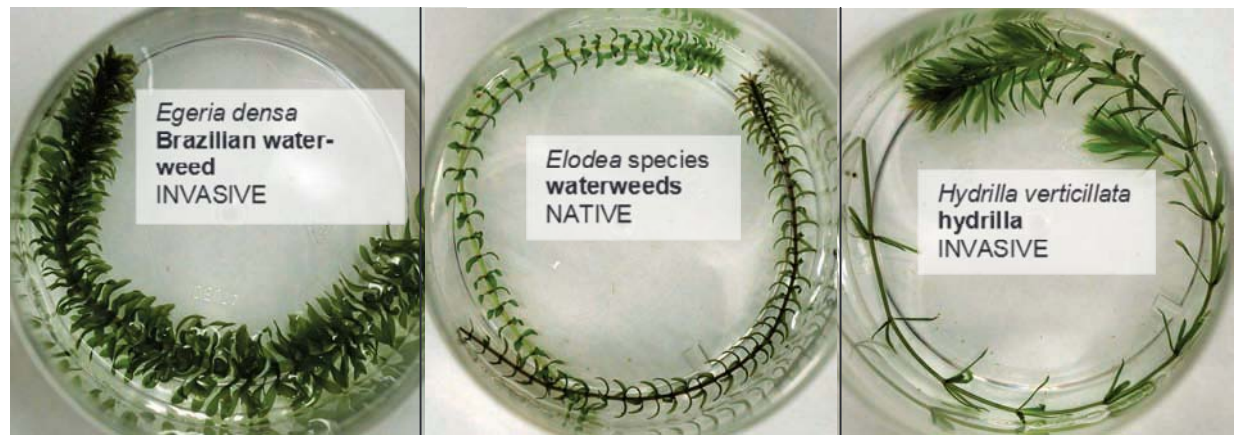 Egeria densa
Brazilian water-
weed
INVASIVE
Elodea species
waterweeds
NATIVE
Hydrilla verticillata
hydrilla
INVASIVE